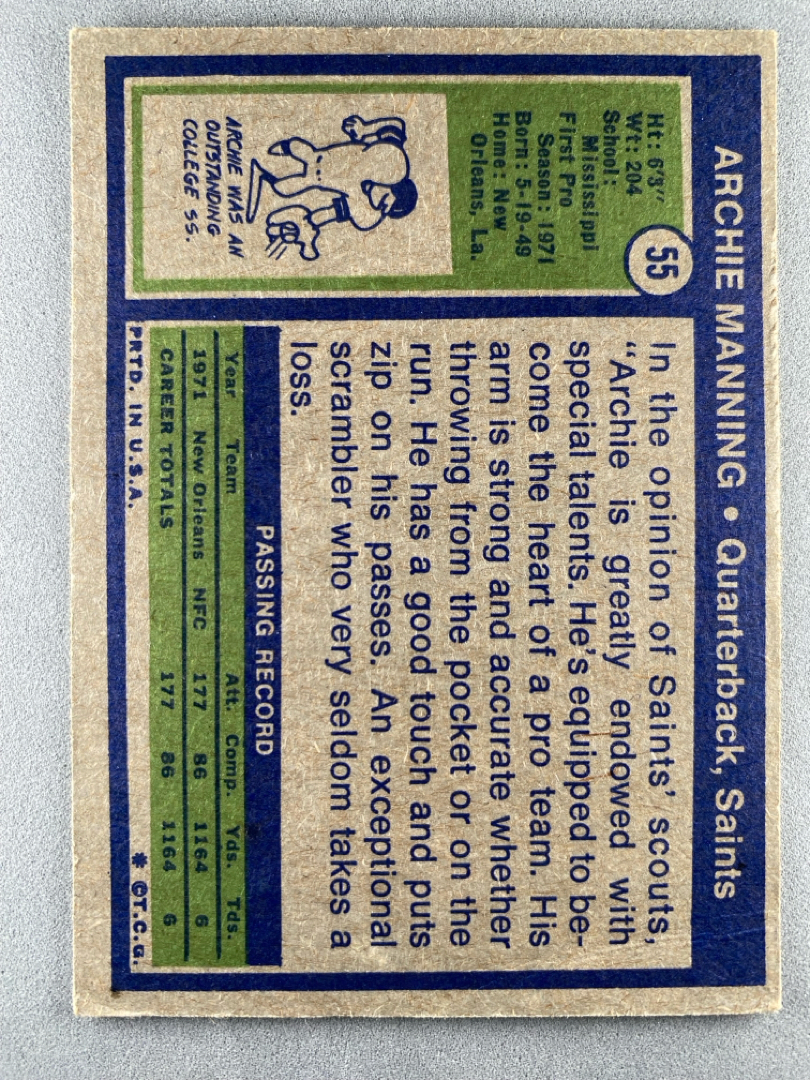 ARCHIE MANNING • Quarterback, Saints
55
Ht: 6'3"
Wt: 204
School:
Mississippi
First Pro
Season: 1971
Born: 5-19-49
Home: New
Orleans, La.
ARCHIE WAS AN
OUTSTANDING
COLLEGE SS.
In the opinion of Saints' scouts,
"Archie is greatly endowed with
special talents. He's equipped to be-
come the heart of a pro team. His
arm is strong and accurate whether
throwing from the pocket or on the
run. He has a good touch and puts
zip on his passes. An exceptional
scrambler who very seldom takes a
loss.
PASSING RECORD
Year Team Att. Comp. Yds. Tds.
1971 New Orleans NFC 177 86 1164 6
CAREER TOTALS 177 86 1164 6
PRTD. IN U.S.A. * ©T.C.G.